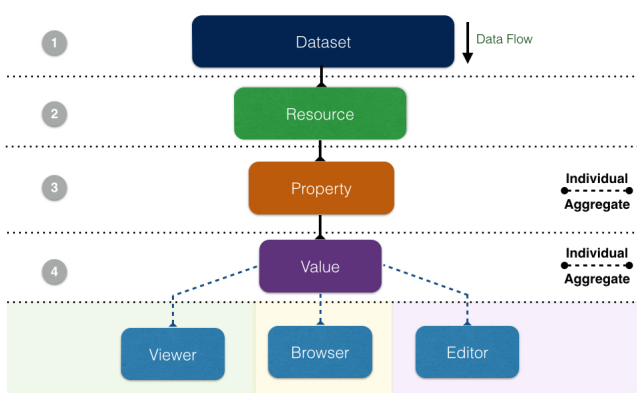 1
Dataset
Data Flow
2
Resource
3
Property
Individual
Aggregate
4
Value
Individual
Aggregate
Viewer
Browser
Editor